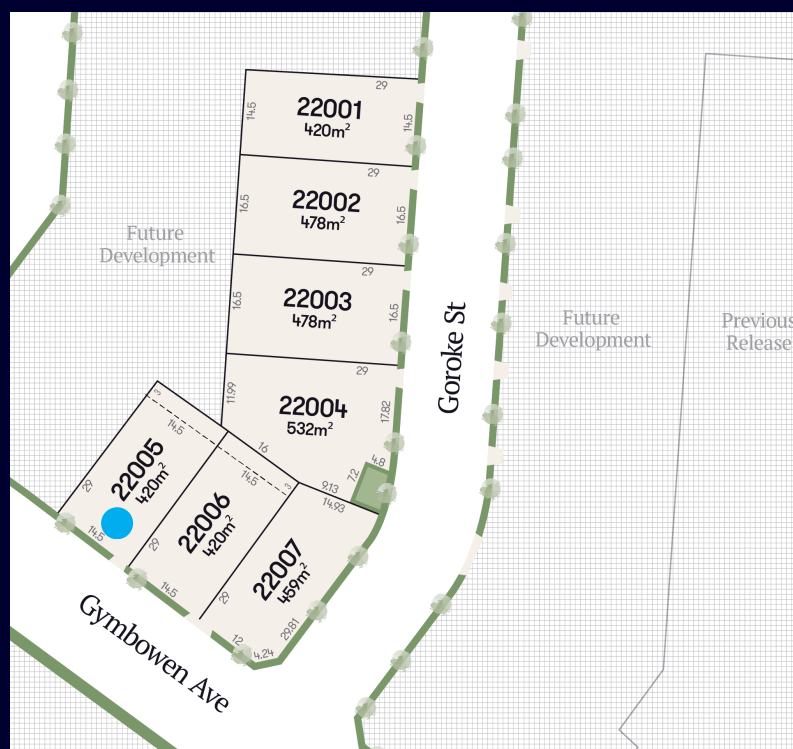 29
22001
420m²
14.5
14.5
29
22002
478m²
16.5
16.5
Future
Development
29
22003
478m²
16.5
16.5
Goroke St
Future
Development
Previous
Release
29
22004
532m²
11.99
17.82
4.8
7.2
9.13
14.93
16
3
14.5
22005
420m²
29
14.5
14.5
3
22006
420m²
29
14.5
22007
459m²
29
12
4.24
29.81
Gymbowen Ave